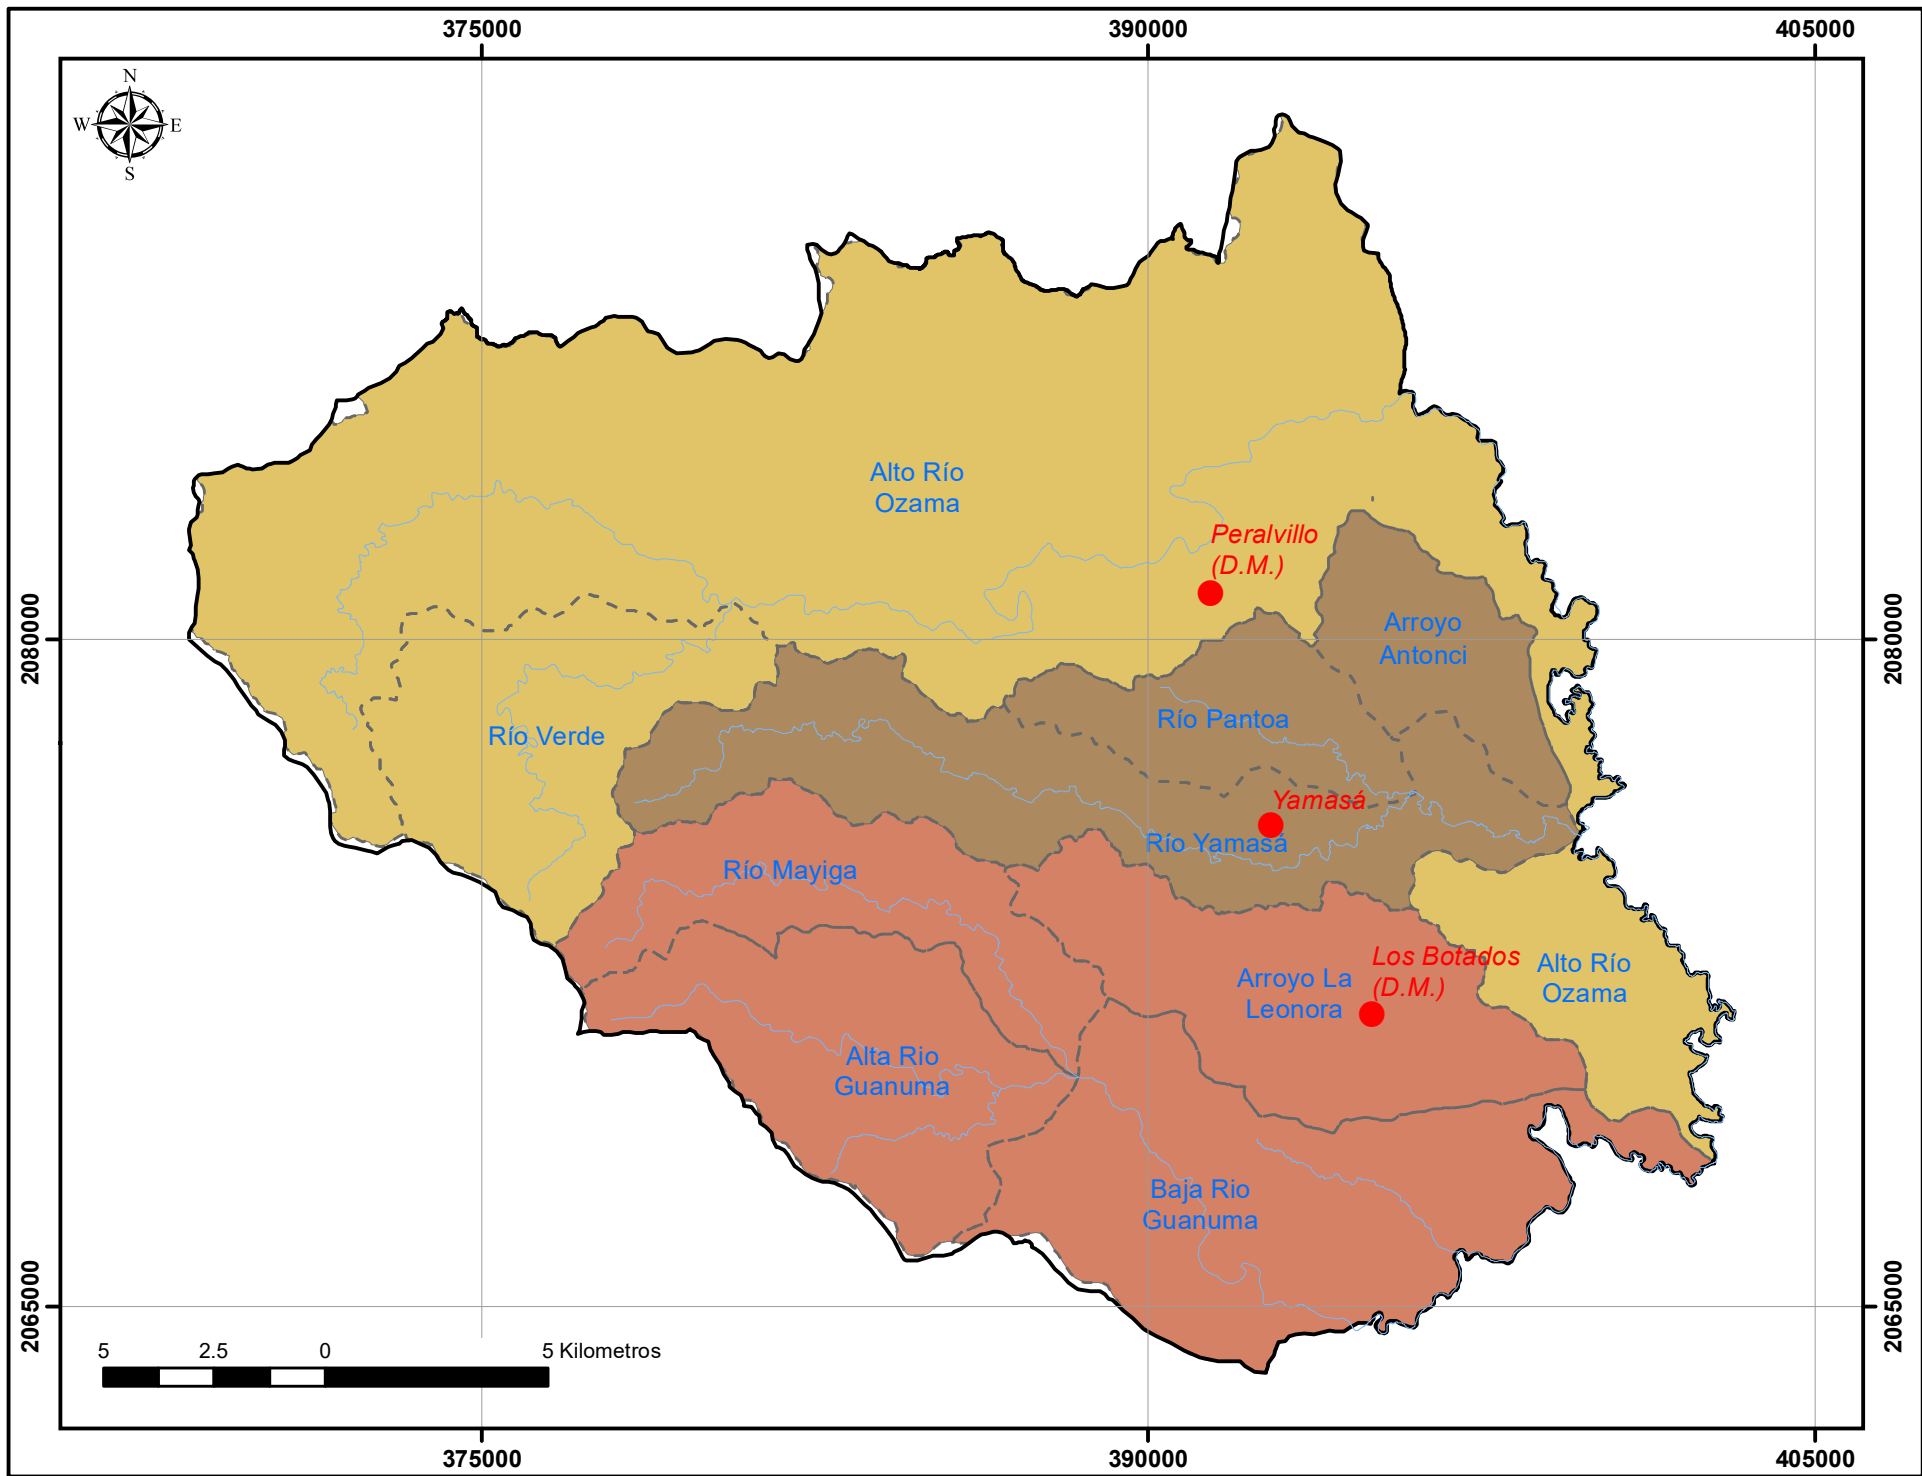 375000
390000
405000
N
W
E
S
Alto Río
Ozama
Peralvillo
(D.M.)
2080000
2080000
Arroyo
Antonci
Río Pantoa
Río Verde
Yamasá
Río Yamasá
Río Mayiga
Los Botados
(D.M.)
Alto Río
Ozama
Arroyo La
Leonora
Alta Rio
Guanuma
Baja Rio
Guanuma
2065000
2065000
5 2.5 0 5 Kilometros
375000
390000
405000